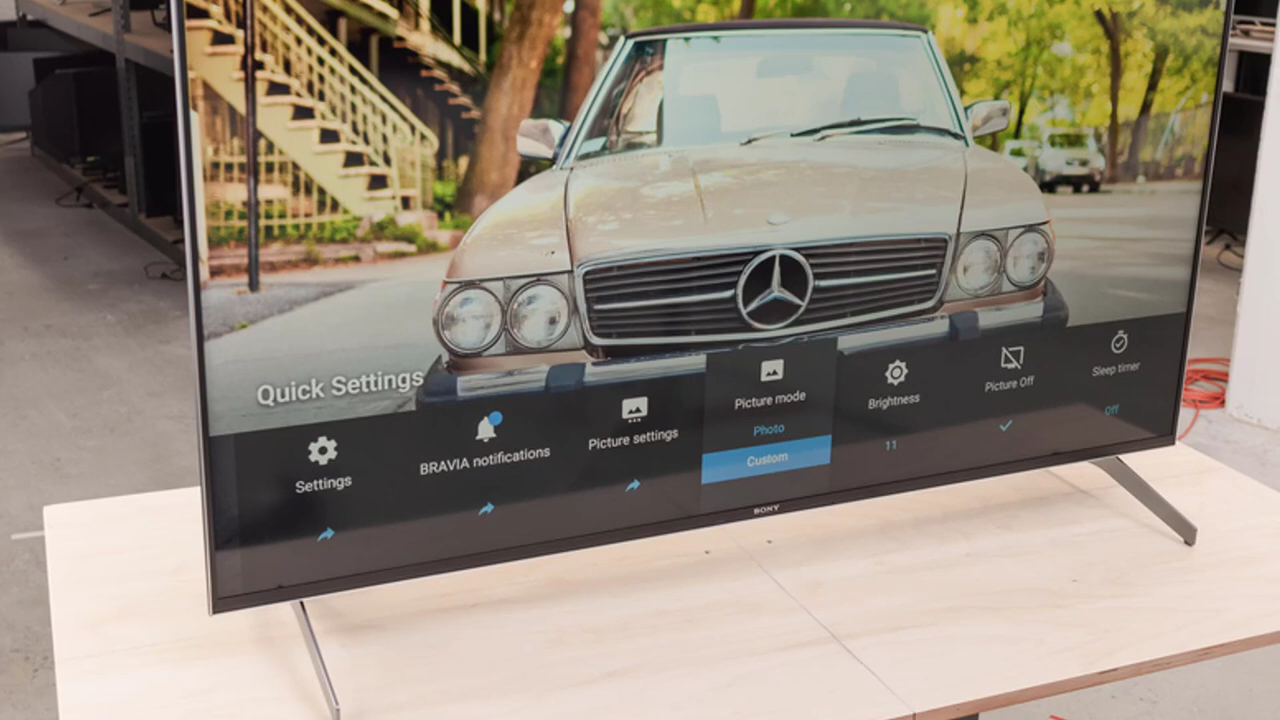 Quick Settings
Settings
BRAVIA notifications
Picture settings
Picture mode
Photo
Custom
Brightness
11
Picture Off
Sleep timer
Off
SONY